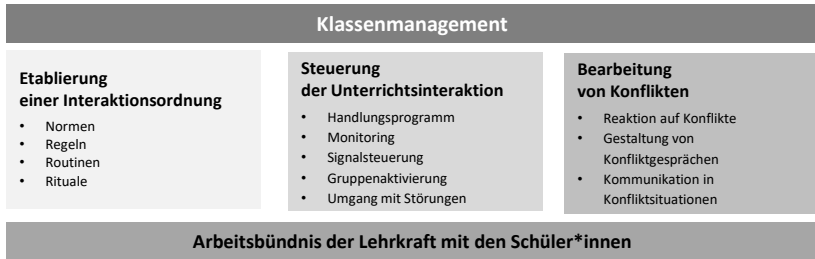 Klassenmanagement
Etablierung
einer Interaktionsordnung
• Normen
• Regeln
• Routinen
• Rituale
Steuerung
der Unterrichtsinteraktion
• Handlungsprogramm
• Monitoring
• Signalsteuerung
• Gruppenaktivierung
• Umgang mit Störungen
Bearbeitung
von Konflikten
• Reaktion auf Konflikte
• Gestaltung von
Konfliktgesprächen
• Kommunikation in
Konfliktsituationen
Arbeitsbündnis der Lehrkraft mit den Schüler*innen